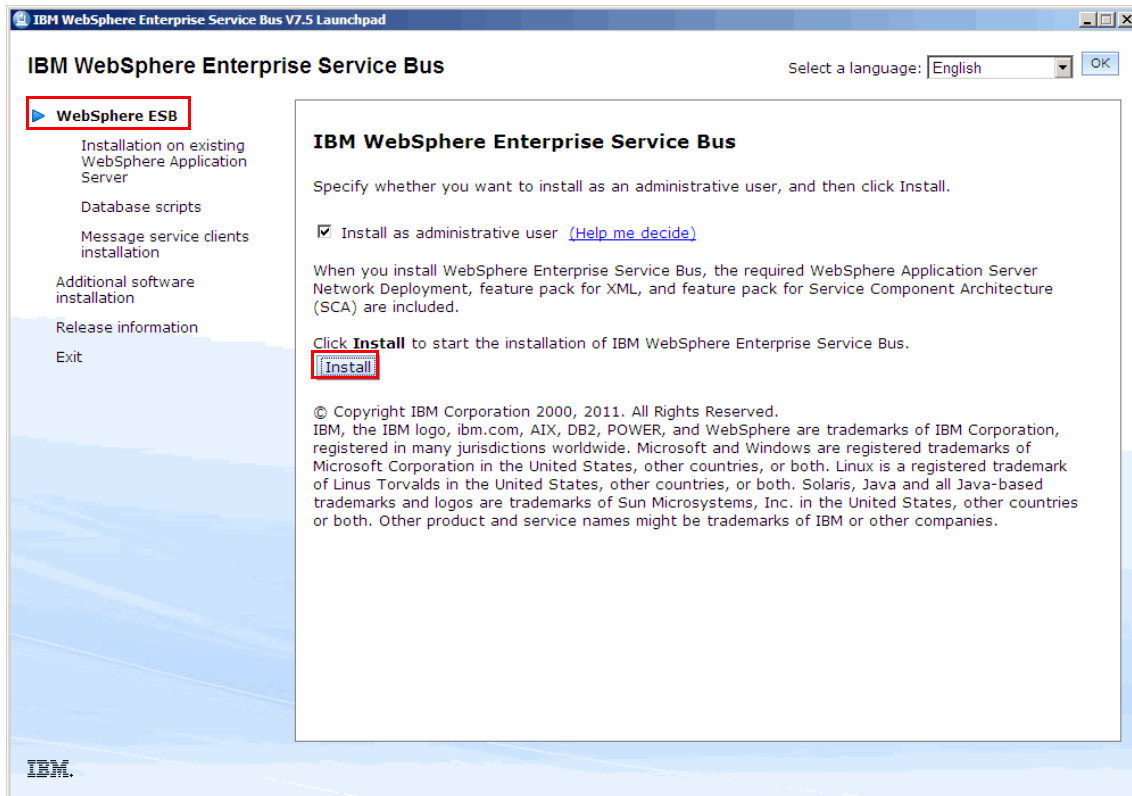 IBM WebSphere Enterprise Service Bus V7.5 Launchpad
IBM WebSphere Enterprise Service Bus
Select a language: English OK
WebSphere ESB
Installation on existing
WebSphere Application
Server
Database scripts
Message service clients
installation
Additional software
installation
Release information
Exit
IBM WebSphere Enterprise Service Bus
Specify whether you want to install as an administrative user, and then click Install.
Install as administrative user (Help me decide)
When you install WebSphere Enterprise Service Bus, the required WebSphere Application Server
Network Deployment, feature pack for XML, and feature pack for Service Component Architecture
(SCA) are included.
Click Install to start the installation of IBM WebSphere Enterprise Service Bus.
Install
© Copyright IBM Corporation 2000, 2011. All Rights Reserved.
IBM, the IBM logo, ibm.com, AIX, DB2, POWER, and WebSphere are trademarks of IBM Corporation,
registered in many jurisdictions worldwide. Microsoft and Windows are registered trademarks of
Microsoft Corporation in the United States, other countries, or both. Linux is a registered trademark
of Linus Torvalds in the United States, other countries, or both. Solaris, Java and all Java-based
trademarks and logos are trademarks of Sun Microsystems, Inc. in the United States, other countries
or both. Other product and service names might be trademarks of IBM or other companies.
IBM.